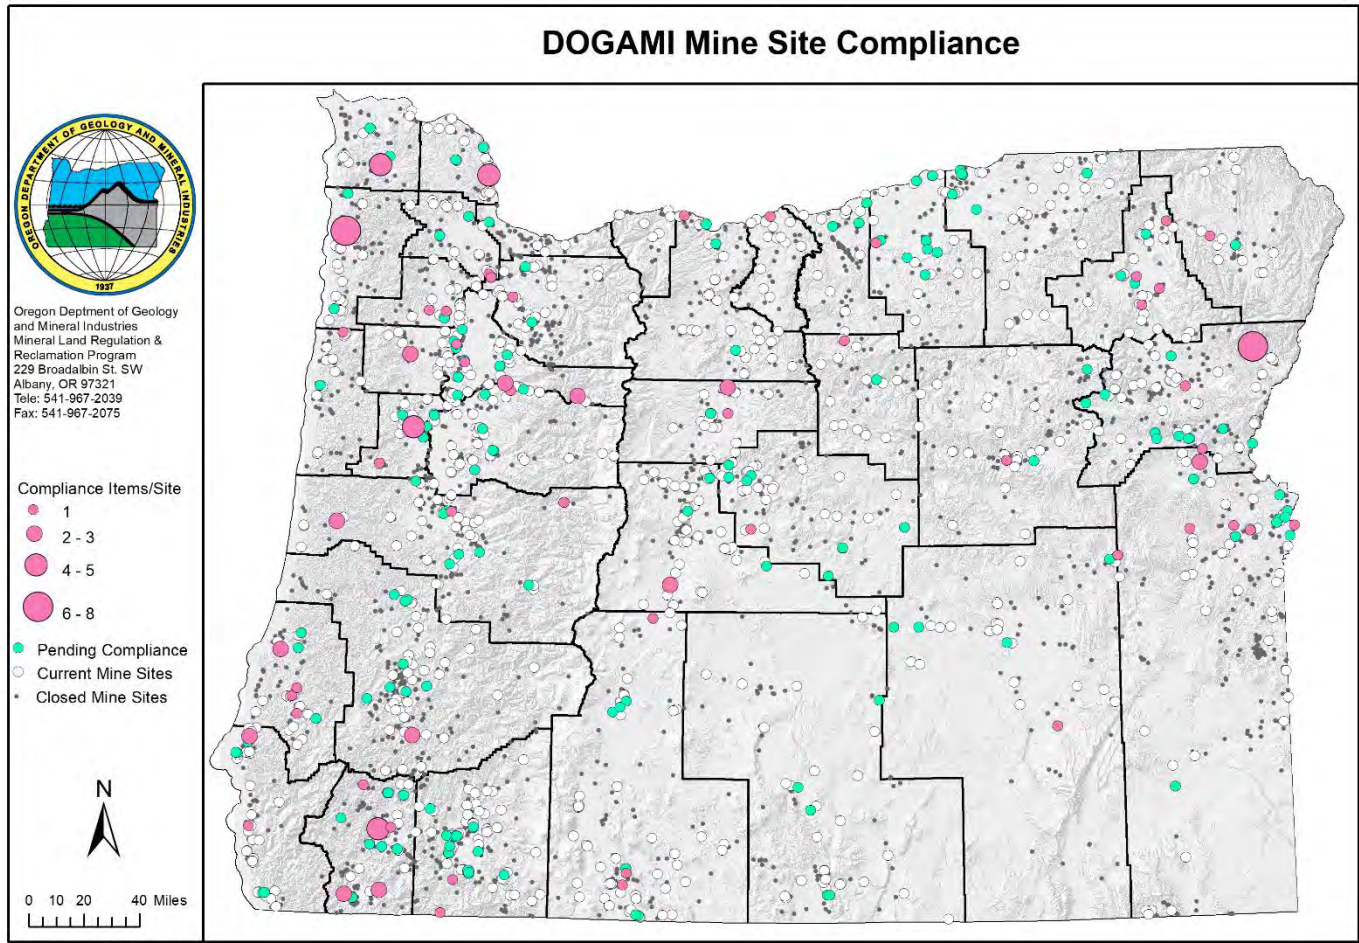 DOGAMI Mine Site Compliance
OREGON DEPARTMENT OF GEOLOGY AND MINERAL INDUSTRIES
1937
Oregon Deptment of Geology
and Mineral Industries
Mineral Land Regulation &
Reclamation Program
229 Broadalbin St. SW
Albany, OR 97321
Tele: 541-967-2039
Fax: 541-967-2075
Compliance Items/Site
1
2 - 3
4 - 5
6 - 8
Pending Compliance
Current Mine Sites
Closed Mine Sites
N
0 10 20 40 Miles